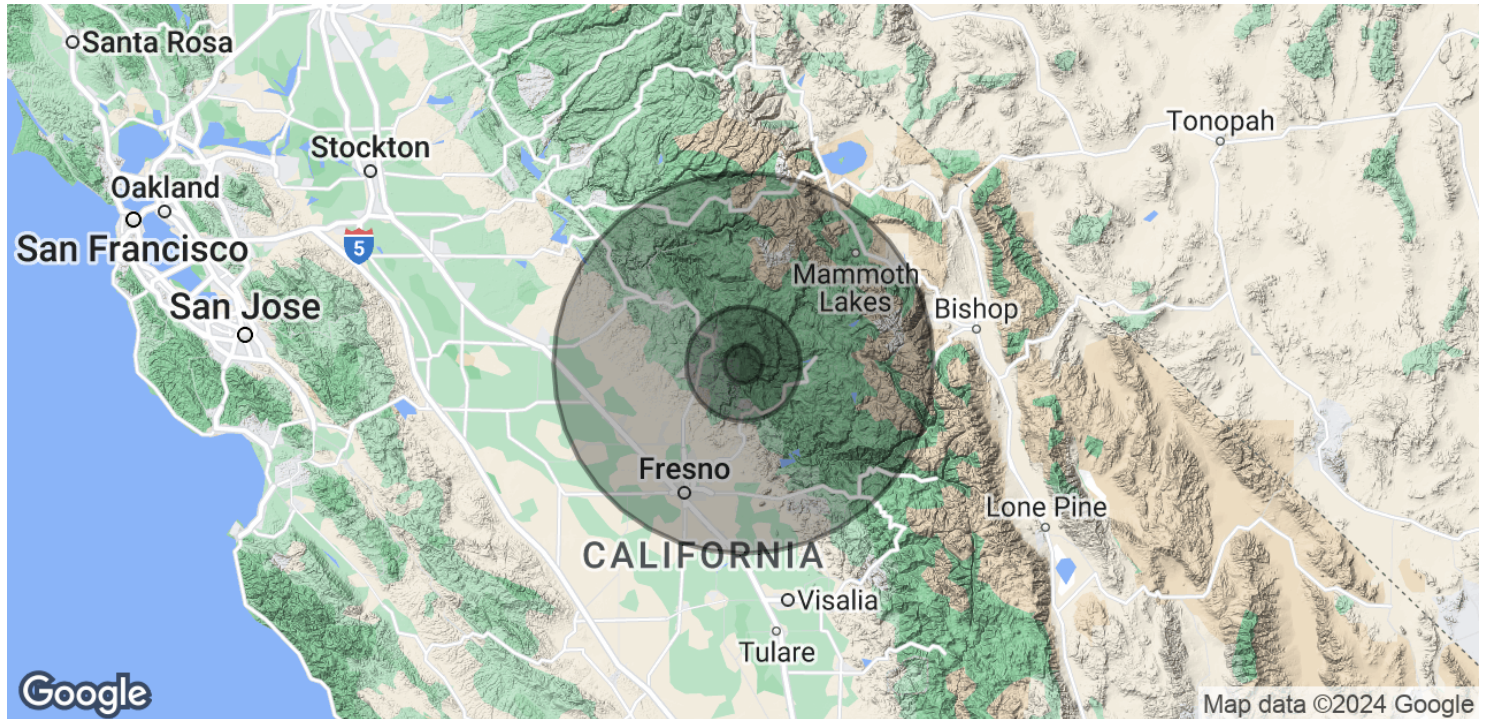 Santa Rosa
Tonopah
Stockton
Oakland
San Francisco
5
Mammoth
Lakes
San Jose
Bishop
Fresno
Lone Pine
CALIFORNIA
Visalia
Tulare
Google
Map data ©2024 Google